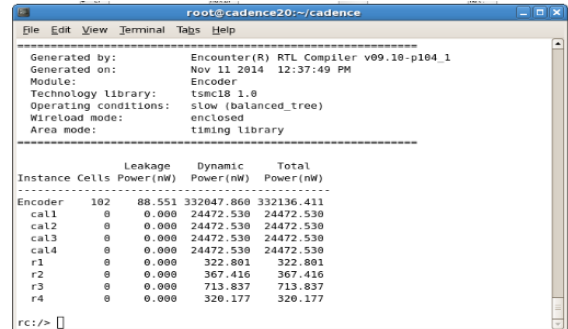 root@cadence20:~/cadence
File Edit View Terminal Tabs Help
============================================================
Generated by: Encounter(R) RTL Compiler v09.10-p104_1
Generated on: Nov 11 2014 12:37:49 PM
Module: Encoder
Technology library: tsmc18 1.0
Operating conditions: slow (balanced_tree)
Wireload mode: enclosed
Area mode: timing library
============================================================
Leakage Dynamic Total
Instance Cells Power(nW) Power(nW) Power(nW)
-----------------------------------------------
Encoder 102 88.551 332047.860 332136.411
cal1 0 0.000 24472.530 24472.530
cal2 0 0.000 24472.530 24472.530
cal3 0 0.000 24472.530 24472.530
cal4 0 0.000 24472.530 24472.530
r1 0 0.000 322.801 322.801
r2 0 0.000 367.416 367.416
r3 0 0.000 713.837 713.837
r4 0 0.000 320.177 320.177
rc:/>